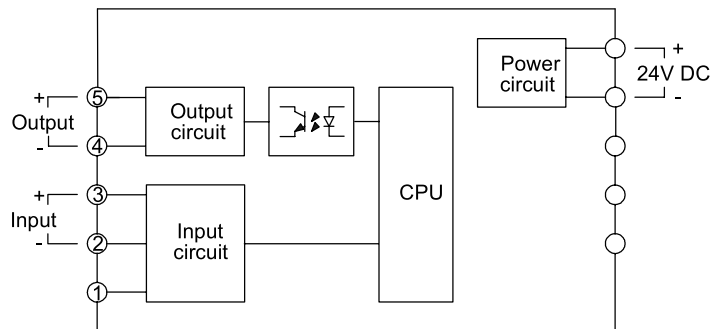 Power
circuit
+
24V DC
-
+
Output
-
5
4
Output
circuit
CPU
+
Input
-
3
2
1
Input
circuit